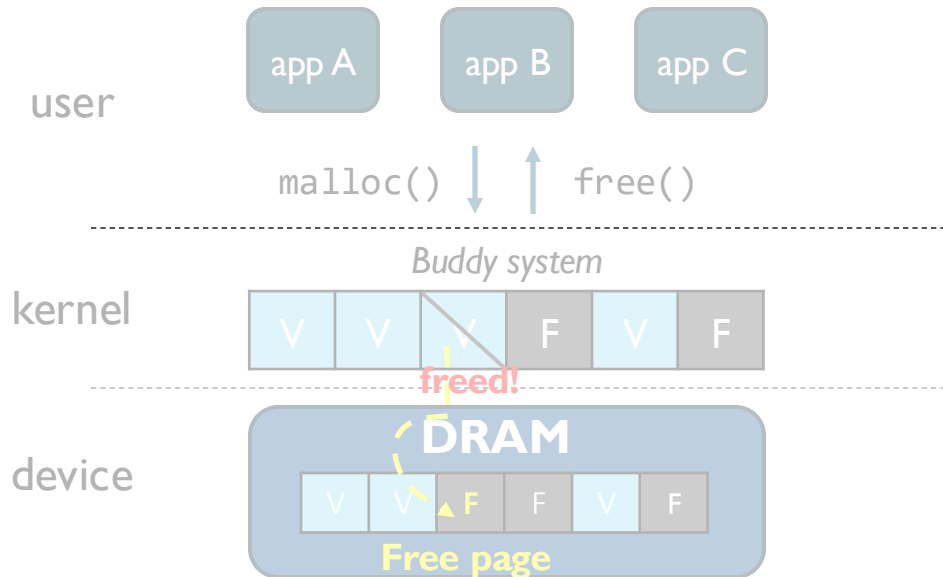 app A app B app C
user
malloc() free()
Buddy system
kernel
V V V F V F
freed!
DRAM
device
V V F F V F
Free page